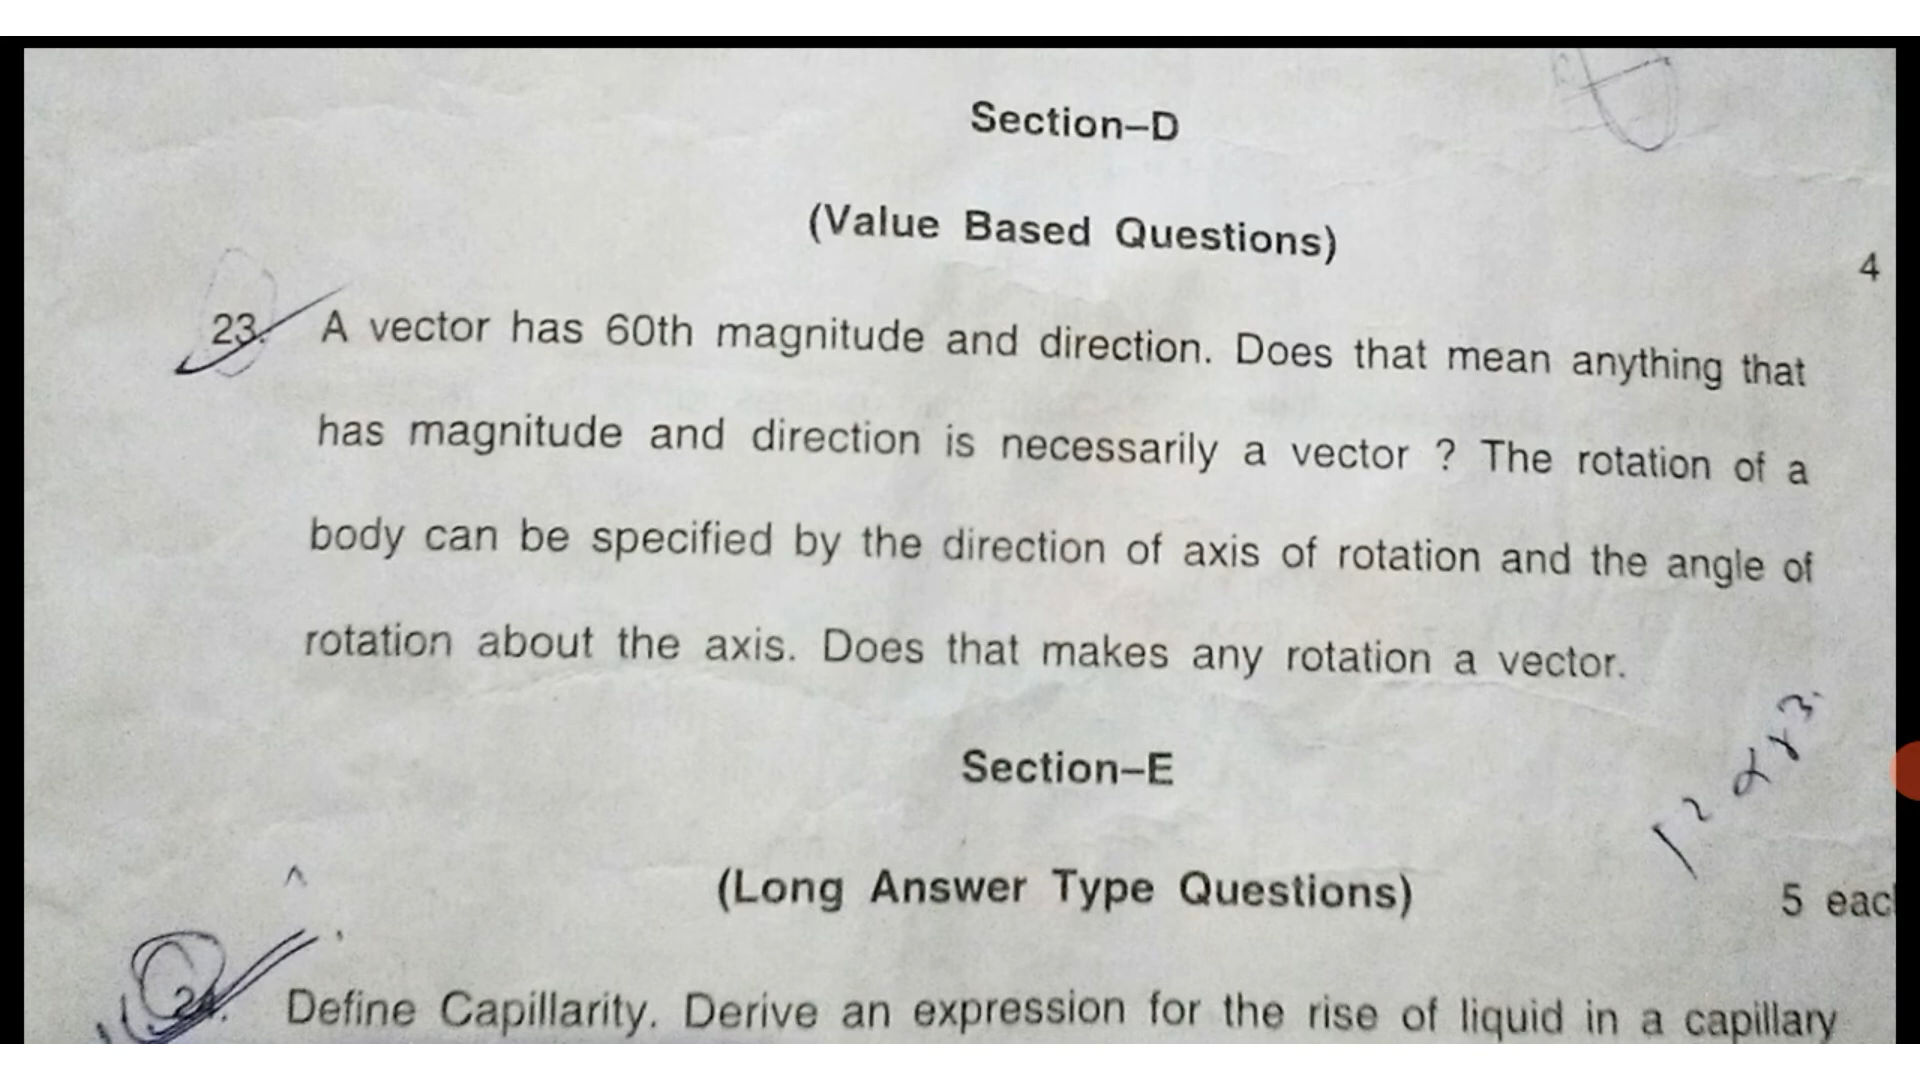 Section–D
(Value Based Questions)
4
23. A vector has 60th magnitude and direction. Does that mean anything that
has magnitude and direction is necessarily a vector ? The rotation of a
body can be specified by the direction of axis of rotation and the angle of
rotation about the axis. Does that makes any rotation a vector.
Section–E
(Long Answer Type Questions)
5 each
24. Define Capillarity. Derive an expression for the rise of liquid in a capillary